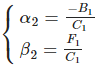 α₂ = −B₁ / C₁
β₂ = F₁ / C₁